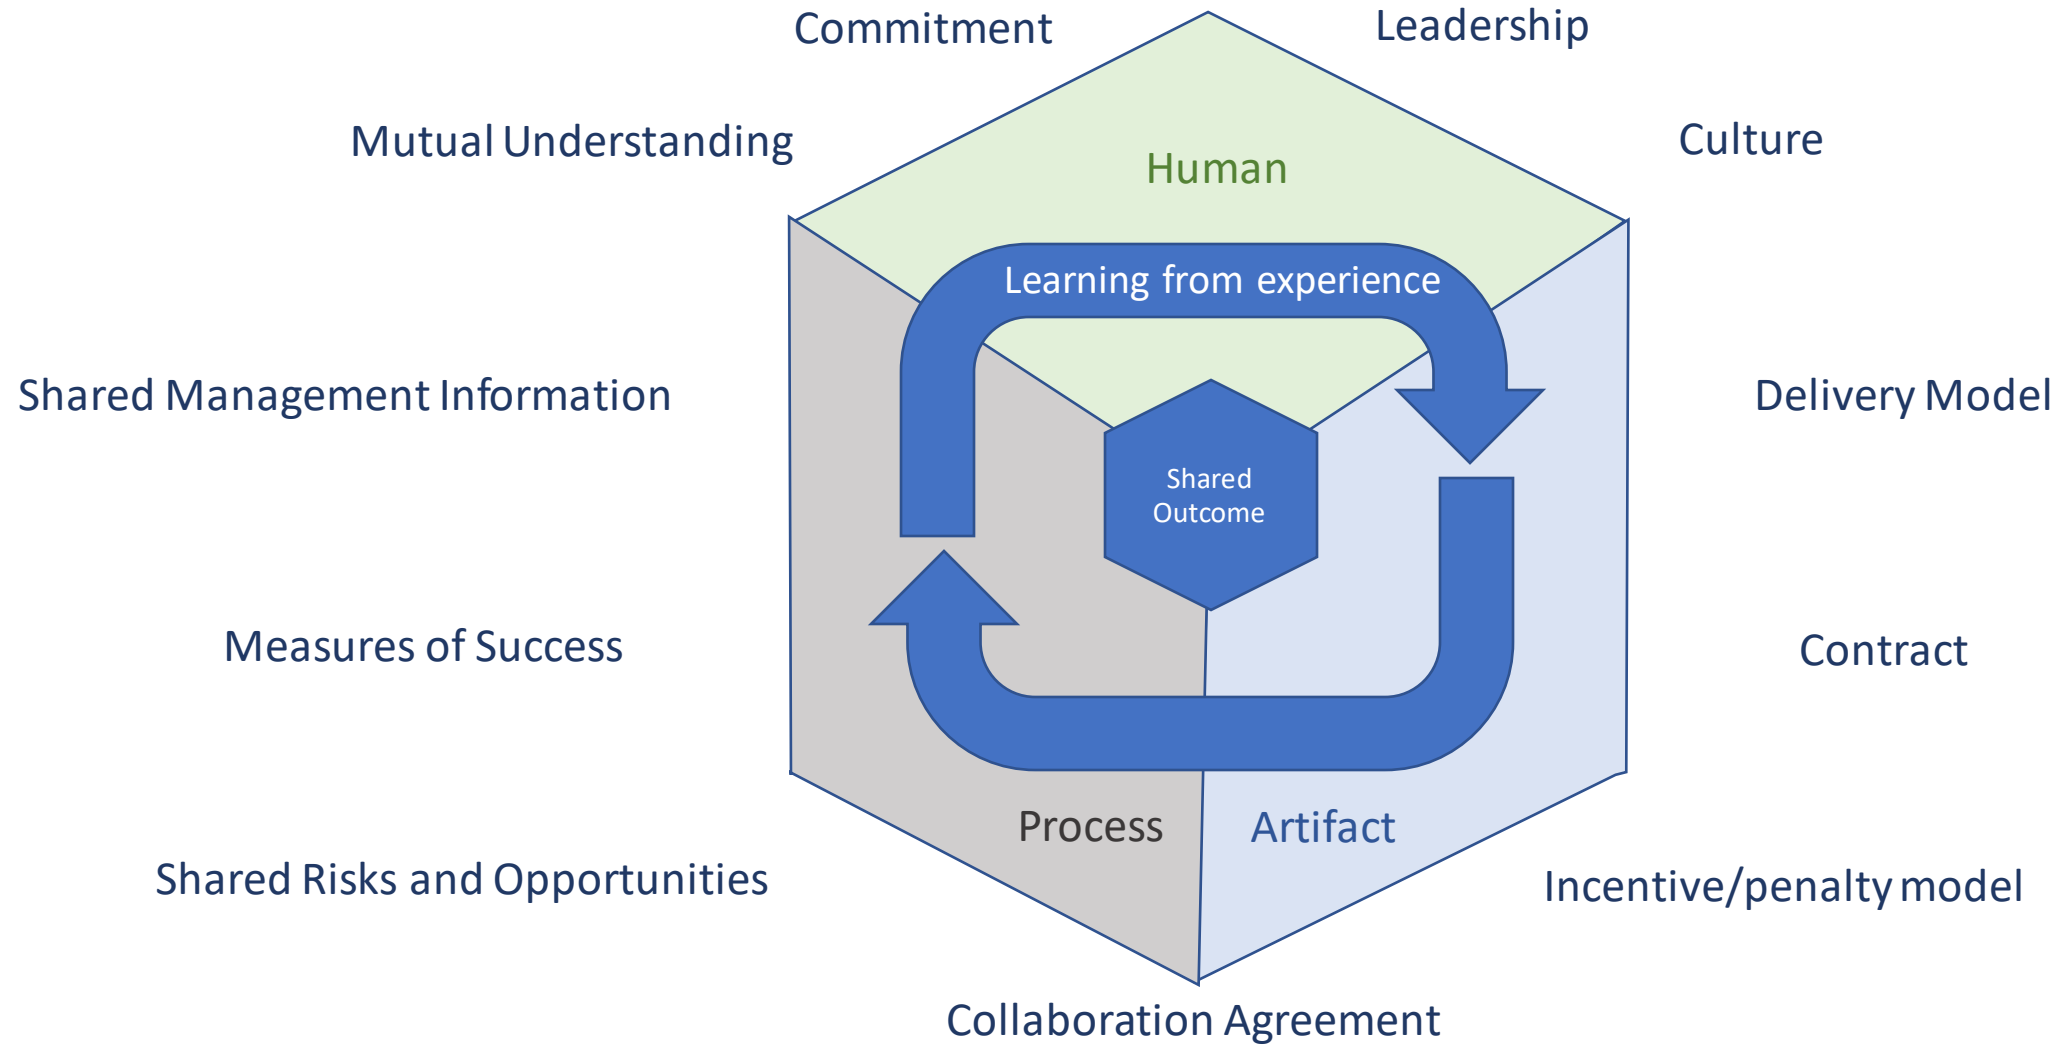 Commitment
Leadership
Mutual Understanding
Culture
Human
Learning from experience
Shared Management Information
Delivery Model
Shared
Outcome
Measures of Success
Contract
Process
Artifact
Shared Risks and Opportunities
Incentive/penalty model
Collaboration Agreement